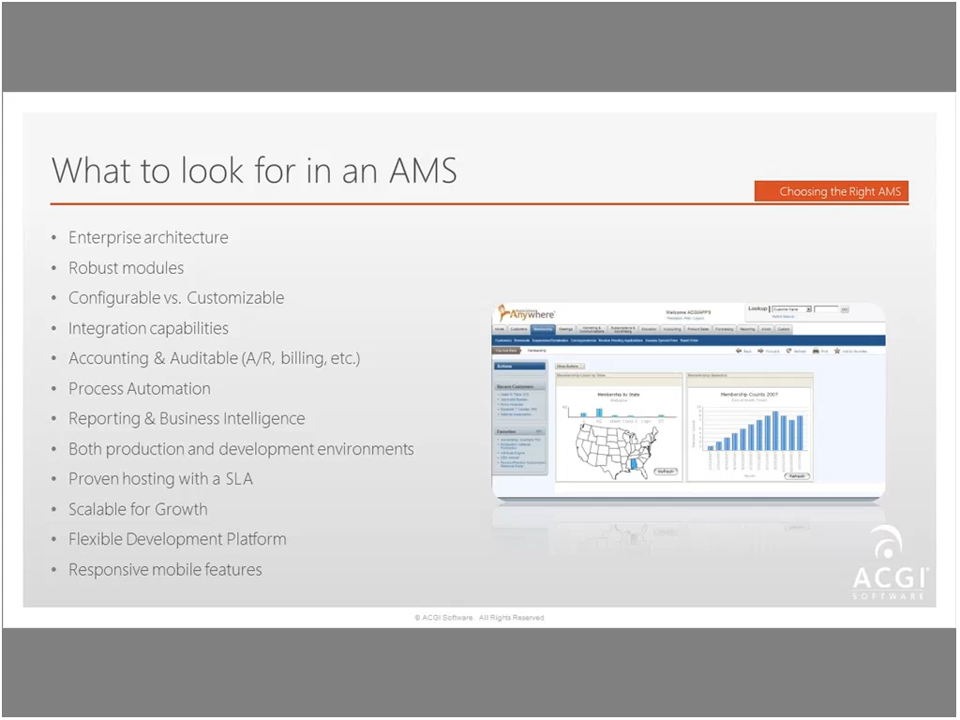 What to look for in an AMS
Choosing the Right AMS
• Enterprise architecture
• Robust modules
• Configurable vs. Customizable
• Integration capabilities
• Accounting & Auditable (A/R, billing, etc.)
• Process Automation
• Reporting & Business Intelligence
• Both production and development environments
• Proven hosting with a SLA
• Scalable for Growth
• Flexible Development Platform
• Responsive mobile features
Anywhere
Lookup
Membership by State
Membership Counts 2007
Refresh
Refresh
ACGI
SOFTWARE
© ACGI Software. All Rights Reserved